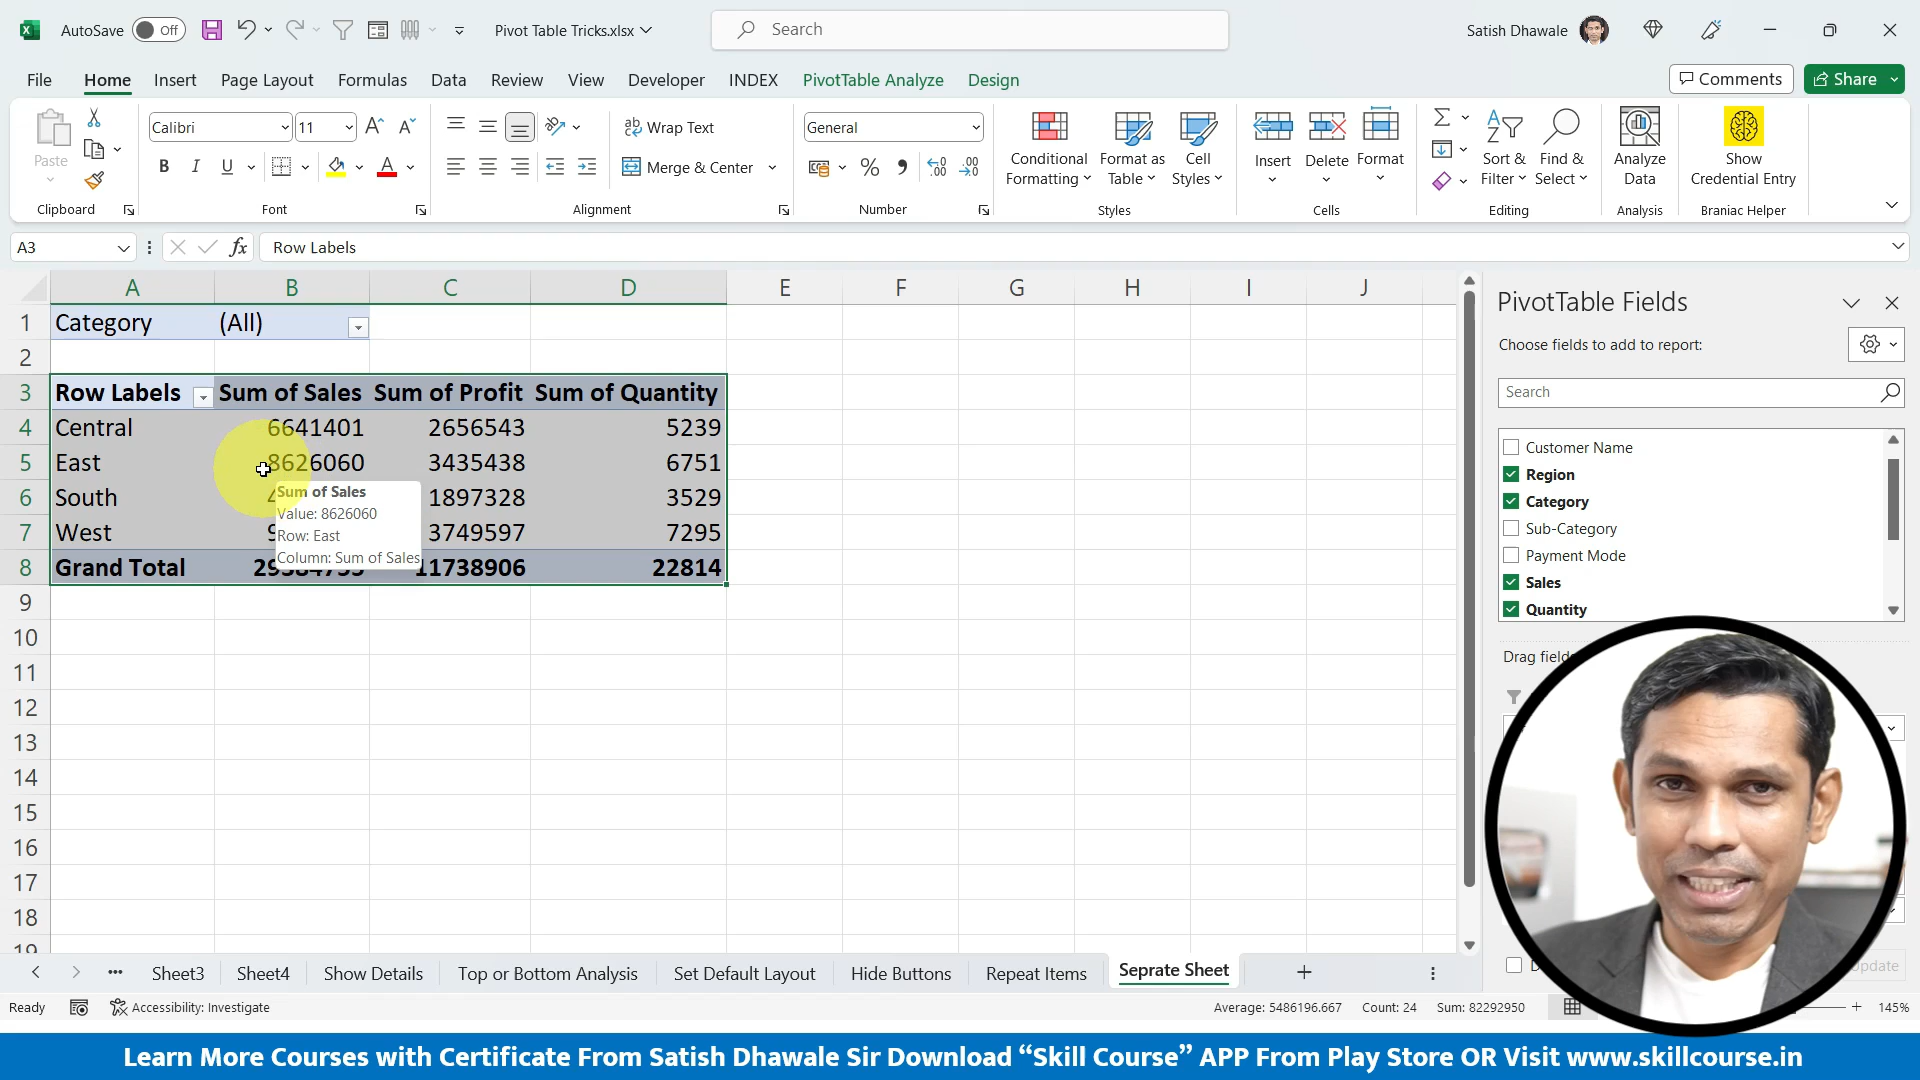 AutoSave Off Pivot Table Tricks.xlsx Search Satish Dhawale
File Home Insert Page Layout Formulas Data Review View Developer INDEX PivotTable Analyze Design Comments Share
Paste Calibri 11 Wrap Text General Conditional Formatting Format as Table Cell Styles Insert Delete Format Sort & Filter Find & Select Analyze Data Show Credential Entry
B I U Merge & Center
Clipboard Font Alignment Number Styles Cells Editing Analysis Braniac Helper
A3 fx Row Labels
A B C D E F G H I J
1 Category (All)
2
3 Row Labels Sum of Sales Sum of Profit Sum of Quantity
4 Central 6641401 2656543 5239
5 East 8626060 3435438 6751
6 South 1897328 3529
7 West 3749597 7295
8 Grand Total 11738906 22814
Sum of Sales
Value: 8626060
Row: East
Column: Sum of Sales
9
10
11
12
13
14
15
16
17
18
19
PivotTable Fields
Choose fields to add to report:
Search
Customer Name
Region
Category
Sub-Category
Payment Mode
Sales
Quantity
Drag
Sheet3 Sheet4 Show Details Top or Bottom Analysis Set Default Layout Hide Buttons Repeat Items Seprate Sheet
Ready Accessibility: Investigate Average: 5486196.667 Count: 24 Sum: 82292950 145%
Learn More Courses with Certificate From Satish Dhawale Sir Download “Skill Course” APP From Play Store OR Visit www.skillcourse.in